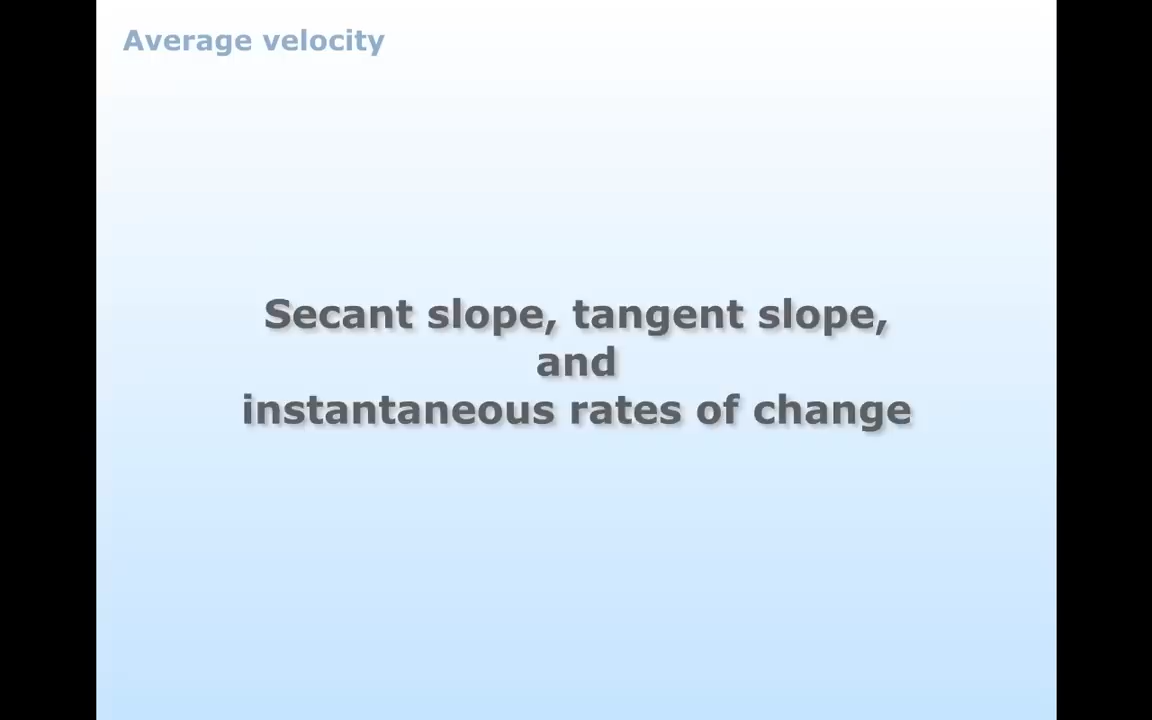 Average velocity
Secant slope, tangent slope,
and
instantaneous rates of change